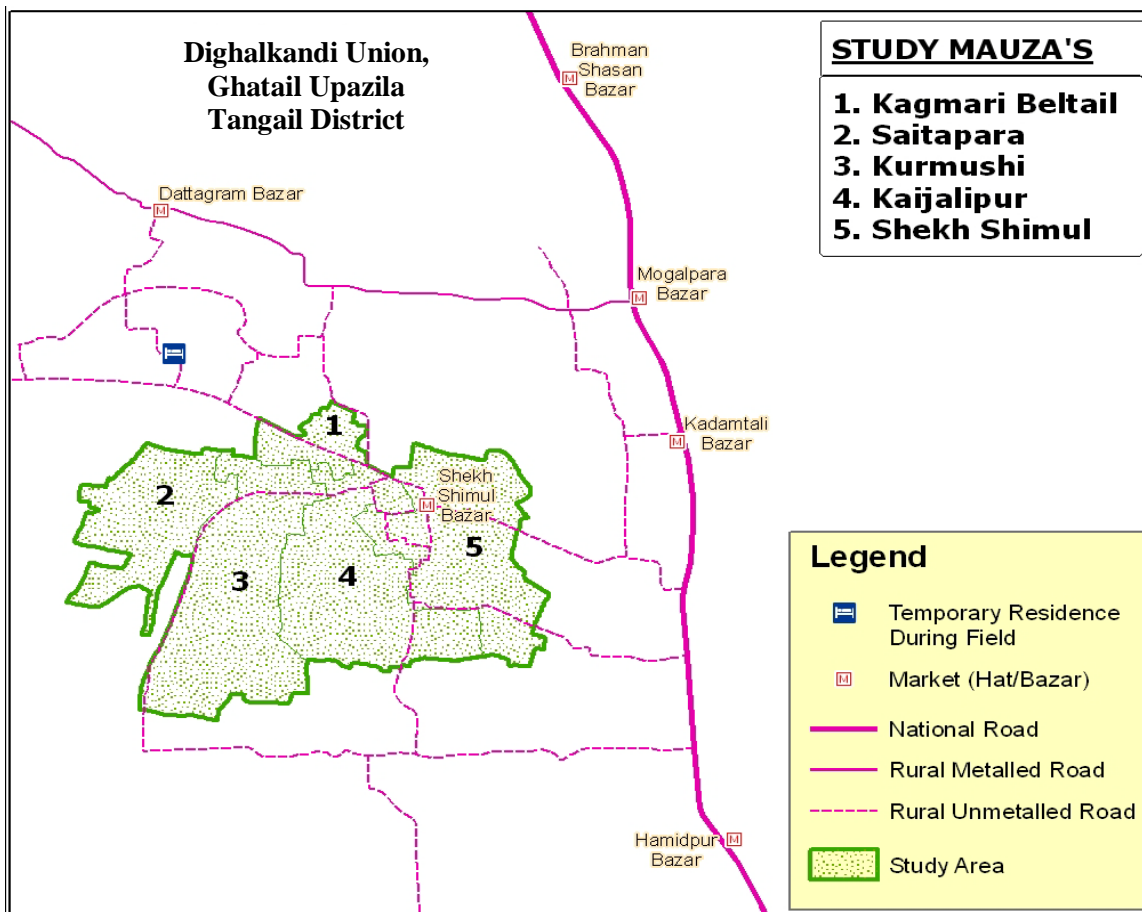 Dighalkandi Union,
Ghatail Upazila
Tangail District
Brahman
Shasan
Bazar
STUDY MAUZA'S
1. Kagmari Beltail
2. Saitapara
3. Kurmushi
4. Kaijalipur
5. Shekh Shimul
Dattagram Bazar
Mogalpara
Bazar
Kadamtali
Bazar
1
2
Shekh
Shimul
Bazar
5
3
4
Hamidpur
Bazar
Legend
Temporary Residence
During Field
M Market (Hat/Bazar)
National Road
Rural Metalled Road
Rural Unmetalled Road
Study Area